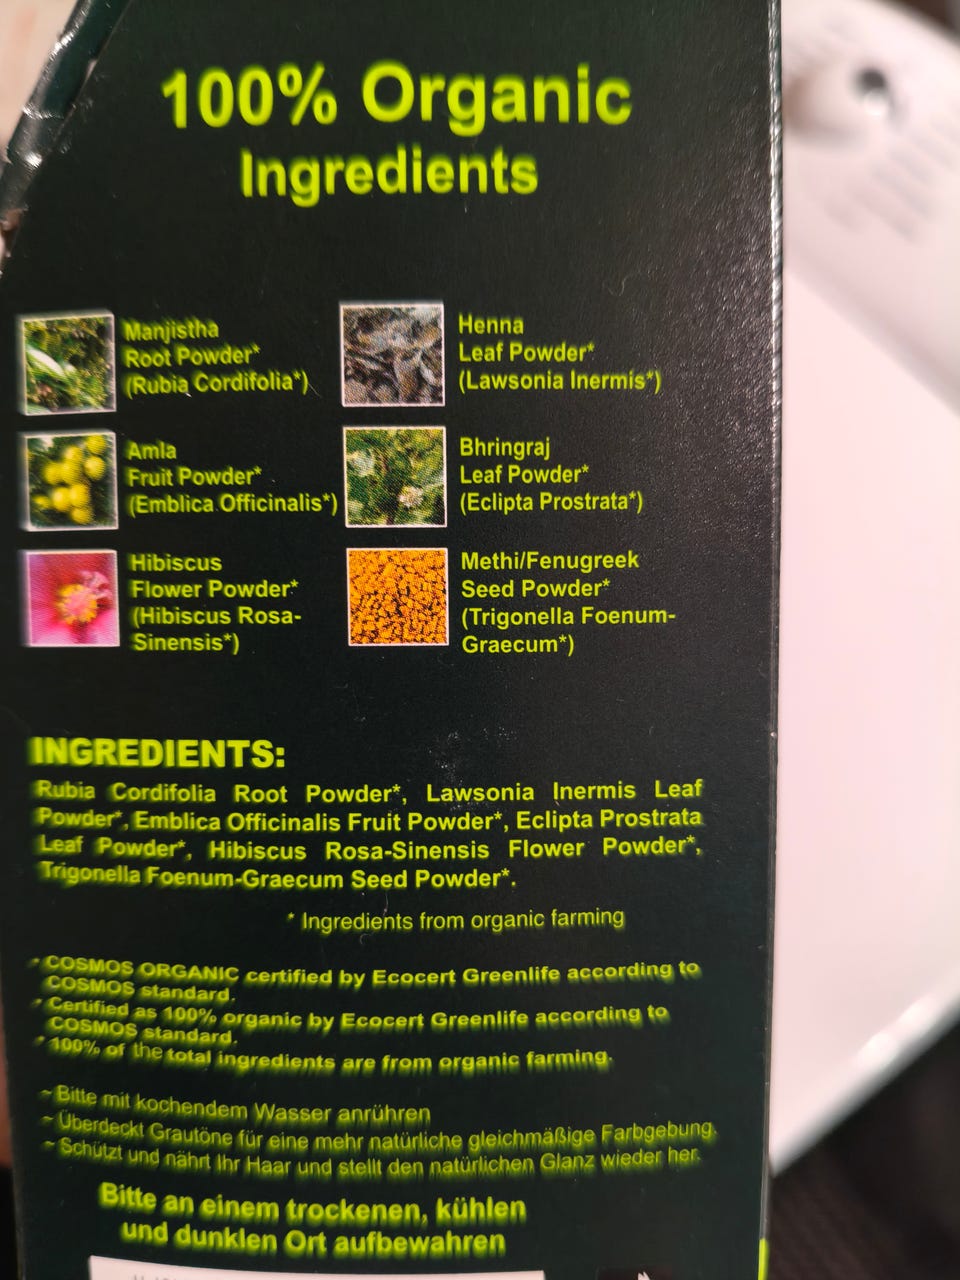 100% Organic
Ingredients
Manjistha
Root Powder*
(Rubia Cordifolia*)
Henna
Leaf Powder*
(Lawsonia Inermis*)
Amla
Fruit Powder*
(Emblica Officinalis*)
Bhringraj
Leaf Powder*
(Eclipta Prostrata*)
Hibiscus
Flower Powder*
(Hibiscus Rosa-
Sinensis*)
Methi/Fenugreek
Seed Powder*
(Trigonella Foenum-
Graecum*)
INGREDIENTS:
Rubia Cordifolia Root Powder*, Lawsonia Inermis Leaf
Powder*, Emblica Officinalis Fruit Powder*, Eclipta Prostrata
Leaf Powder*, Hibiscus Rosa-Sinensis Flower Powder*,
Trigonella Foenum-Graecum Seed Powder*.
* Ingredients from organic farming
* COSMOS ORGANIC certified by Ecocert Greenlife according to
COSMOS standard.
* Certified as 100% organic by Ecocert Greenlife according to
COSMOS standard.
* 100% of the total ingredients are from organic farming.
~ Bitte mit kochendem Wasser anrühren
~ Überdeckt Grautöne für eine mehr natürliche gleichmäßige Farbgebung.
~ Schützt und nährt Ihr Haar und stellt den natürlichen Glanz wieder her.
Bitte an einem trockenen, kühlen
und dunklen Ort aufbewahren